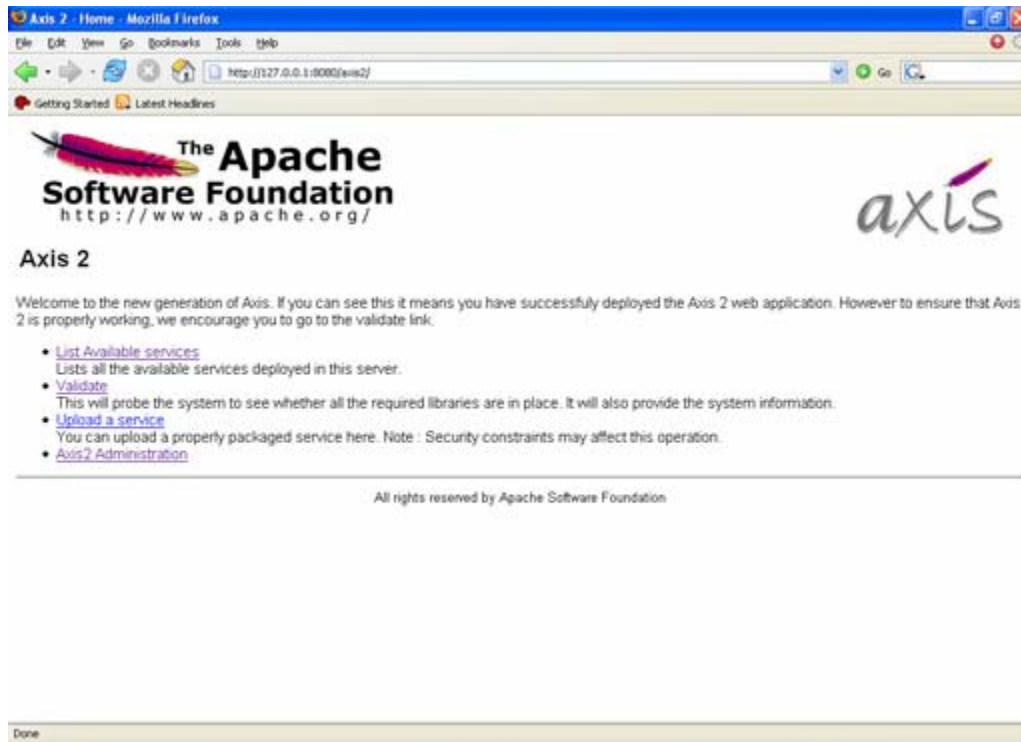 Axis 2 - Home - Mozilla Firefox
File Edit View Go Bookmarks Tools Help
http://127.0.0.1:8080/axis2/ Go
Getting Started Latest Headlines
The Apache
Software Foundation
http://www.apache.org/
axis
Axis 2
Welcome to the new generation of Axis. If you can see this it means you have successfuly deployed the Axis 2 web application. However to ensure that Axis
2 is properly working, we encourage you to go to the validate link.
• List Available services
Lists all the available services deployed in this server.
• Validate
This will probe the system to see whether all the required libraries are in place. It will also provide the system information.
• Upload a service
You can upload a properly packaged service here. Note : Security constraints may affect this operation.
• Axis2 Administration
All rights reserved by Apache Software Foundation
Done